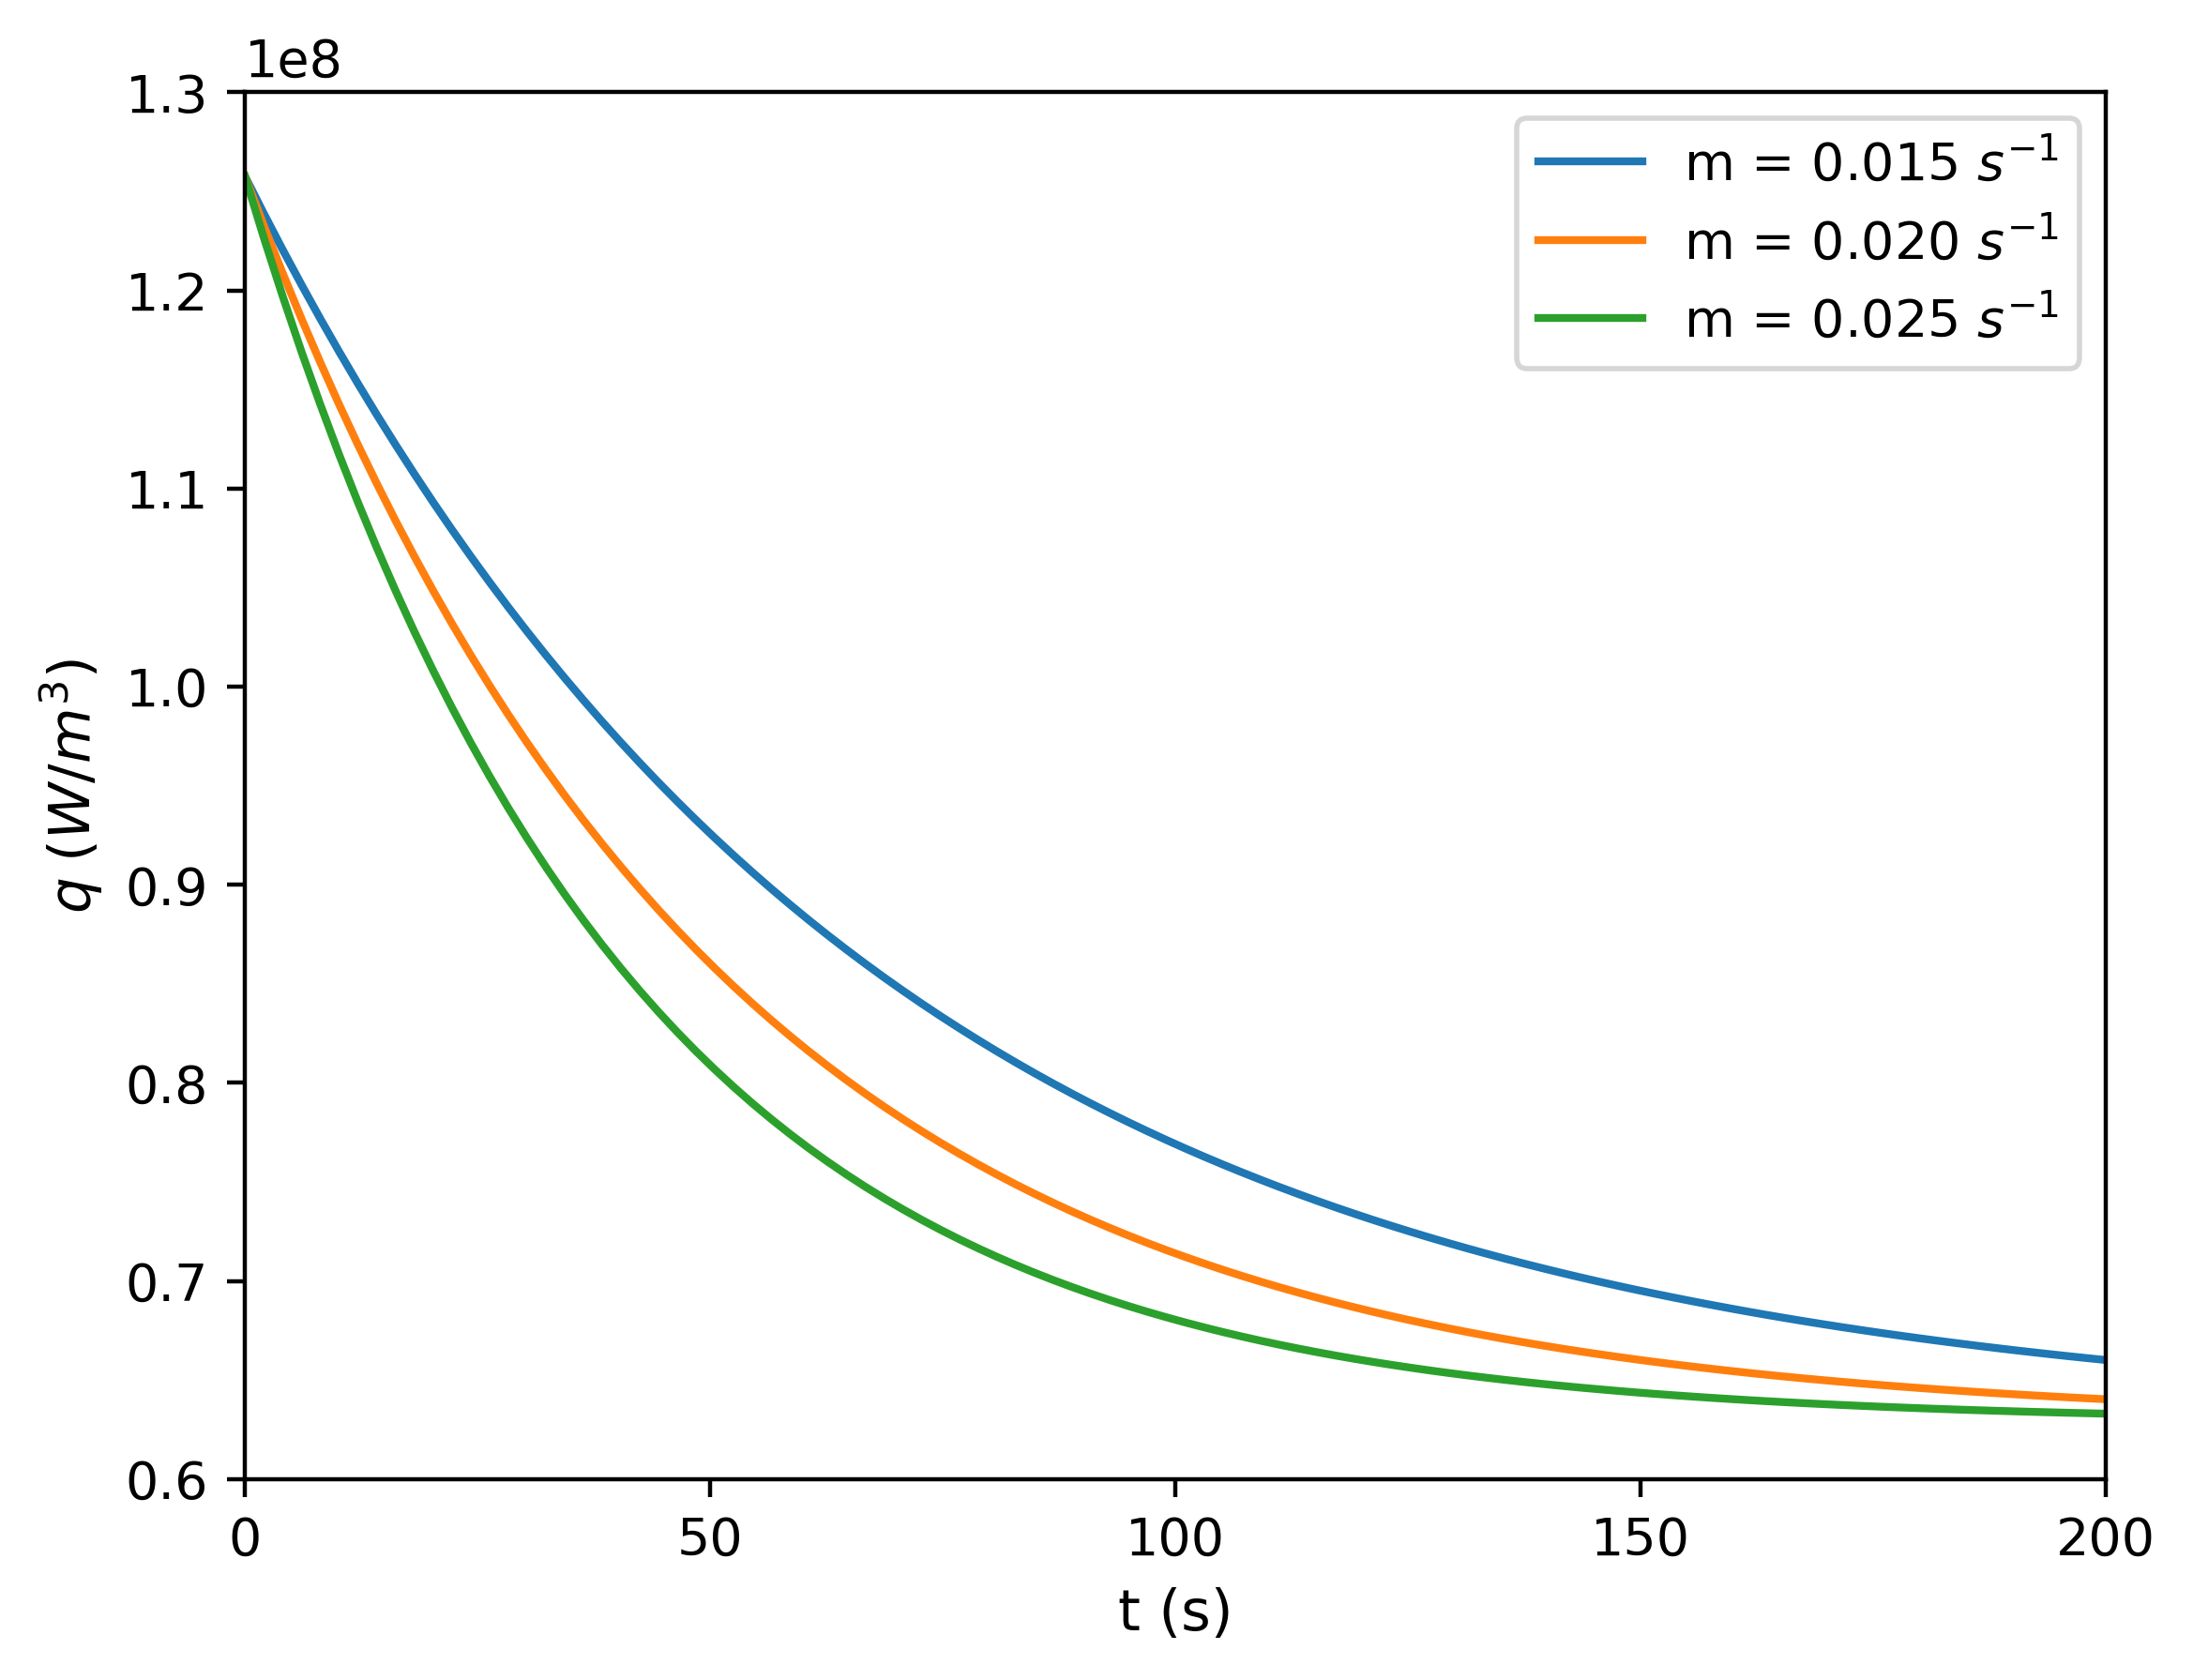 1e8
1.3
1.2
1.1
1.0
0.9
0.8
0.7
0.6
q (W/m³)
0
50
100
150
200
t (s)
m = 0.015 s⁻¹
m = 0.020 s⁻¹
m = 0.025 s⁻¹